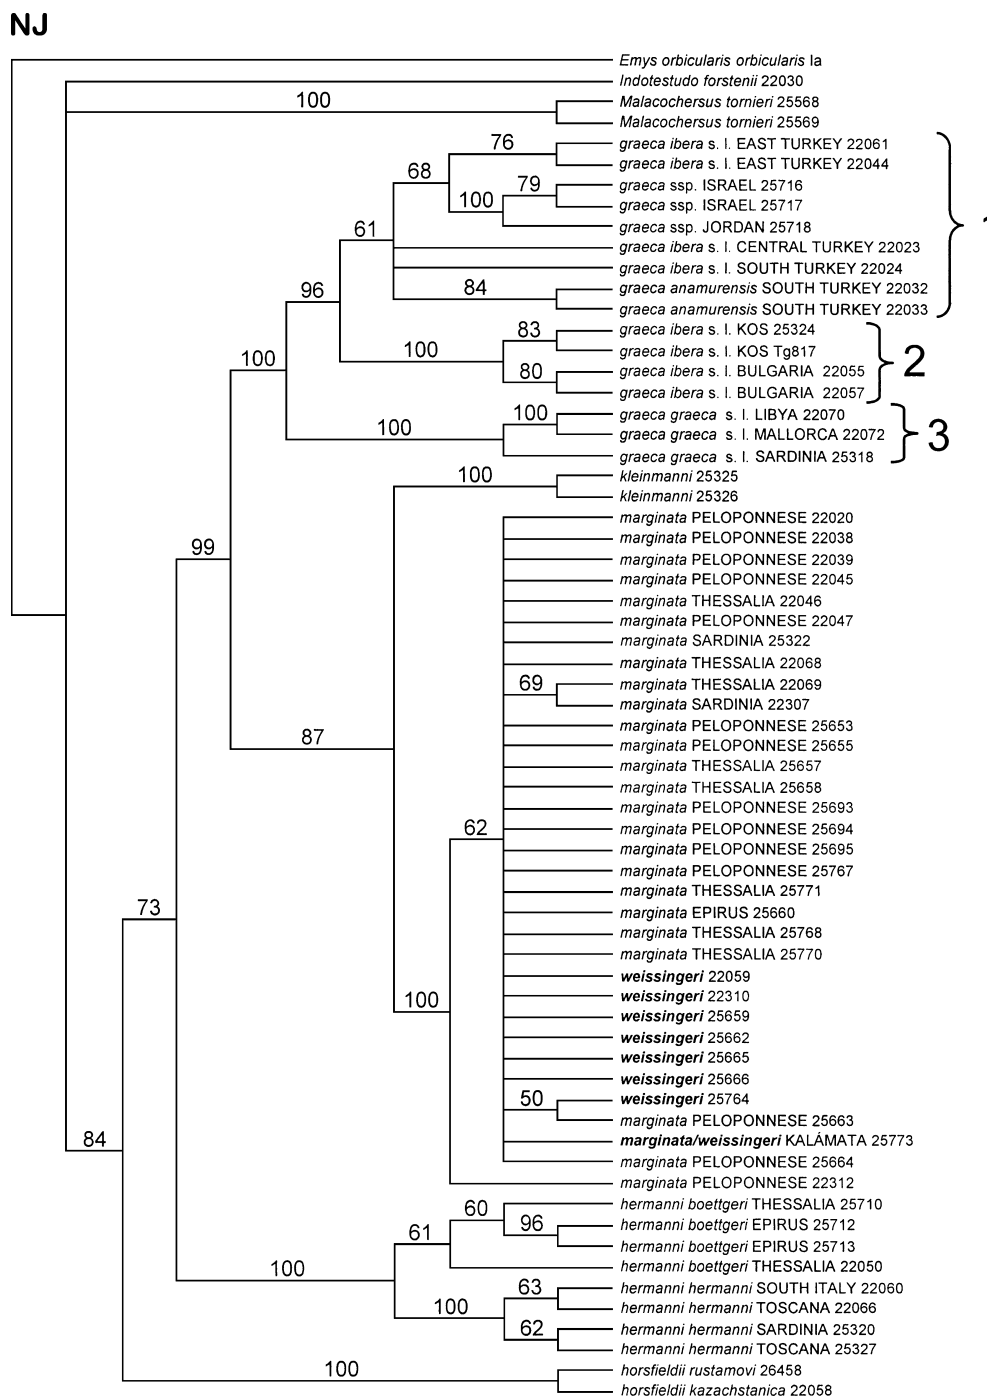 NJ
Emys orbicularis orbicularis Ia
Indotestudo forstenii 22030
100
Malacochersus tornieri 25568
Malacochersus tornieri 25569
76
graeca ibera s. l. EAST TURKEY 22061
graeca ibera s. l. EAST TURKEY 22044
68
79
graeca ssp. ISRAEL 25716
100
graeca ssp. ISRAEL 25717
graeca ssp. JORDAN 25718
61
graeca ibera s. l. CENTRAL TURKEY 22023
graeca ibera s. l. SOUTH TURKEY 22024
84
graeca anamurensis SOUTH TURKEY 22032
96
graeca anamurensis SOUTH TURKEY 22033
83
graeca ibera s. l. KOS 25324
100
graeca ibera s. l. KOS Tg817
100
80
graeca ibera s. l. BULGARIA 22055
2
graeca ibera s. l. BULGARIA 22057
100
graeca graeca s. l. LIBYA 22070
100
graeca graeca s. l. MALLORCA 22072
3
graeca graeca s. l. SARDINIA 25318
100
kleinmanni 25325
kleinmanni 25326
marginata PELOPONNESE 22020
marginata PELOPONNESE 22038
99
marginata PELOPONNESE 22039
marginata PELOPONNESE 22045
marginata THESSALIA 22046
marginata PELOPONNESE 22047
marginata SARDINIA 25322
marginata THESSALIA 22068
69
marginata THESSALIA 22069
marginata SARDINIA 22307
marginata PELOPONNESE 25653
87
marginata PELOPONNESE 25655
marginata THESSALIA 25657
marginata THESSALIA 25658
marginata PELOPONNESE 25693
62
marginata PELOPONNESE 25694
marginata PELOPONNESE 25695
marginata PELOPONNESE 25767
marginata THESSALIA 25771
73
marginata EPIRUS 25660
marginata THESSALIA 25768
marginata THESSALIA 25770
weissingeri 22059
100
weissingeri 22310
weissingeri 25659
weissingeri 25662
weissingeri 25665
weissingeri 25666
50
weissingeri 25764
marginata PELOPONNESE 25663
84
marginata/weissingeri KALÁMATA 25773
marginata PELOPONNESE 25664
marginata PELOPONNESE 22312
60
hermanni boettgeri THESSALIA 25710
61
96
hermanni boettgeri EPIRUS 25712
hermanni boettgeri EPIRUS 25713
100
hermanni boettgeri THESSALIA 22050
63
hermanni hermanni SOUTH ITALY 22060
100
hermanni hermanni TOSCANA 22066
62
hermanni hermanni SARDINIA 25320
hermanni hermanni TOSCANA 25327
100
horsfieldii rustamovi 26458
horsfieldii kazachstanica 22058